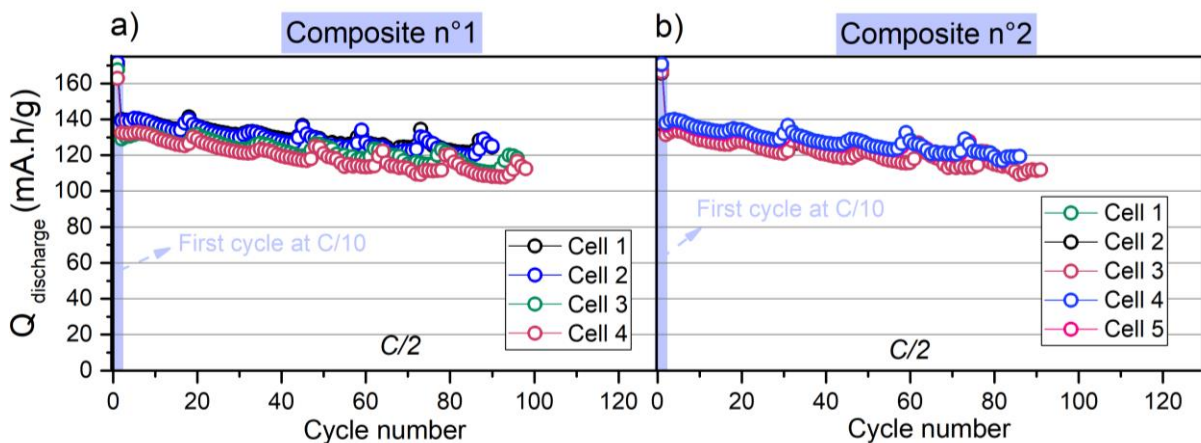 a)
Composite n°1
b)
Composite n°2
Q discharge (mA.h/g)
160
140
120
100
80
60
40
20
0
First cycle at C/10
Cell 1
Cell 2
Cell 3
Cell 4
C/2
0 20 40 60 80 100 120
Cycle number
First cycle at C/10
Cell 1
Cell 2
Cell 3
Cell 4
Cell 5
C/2
0 20 40 60 80 100 120
Cycle number